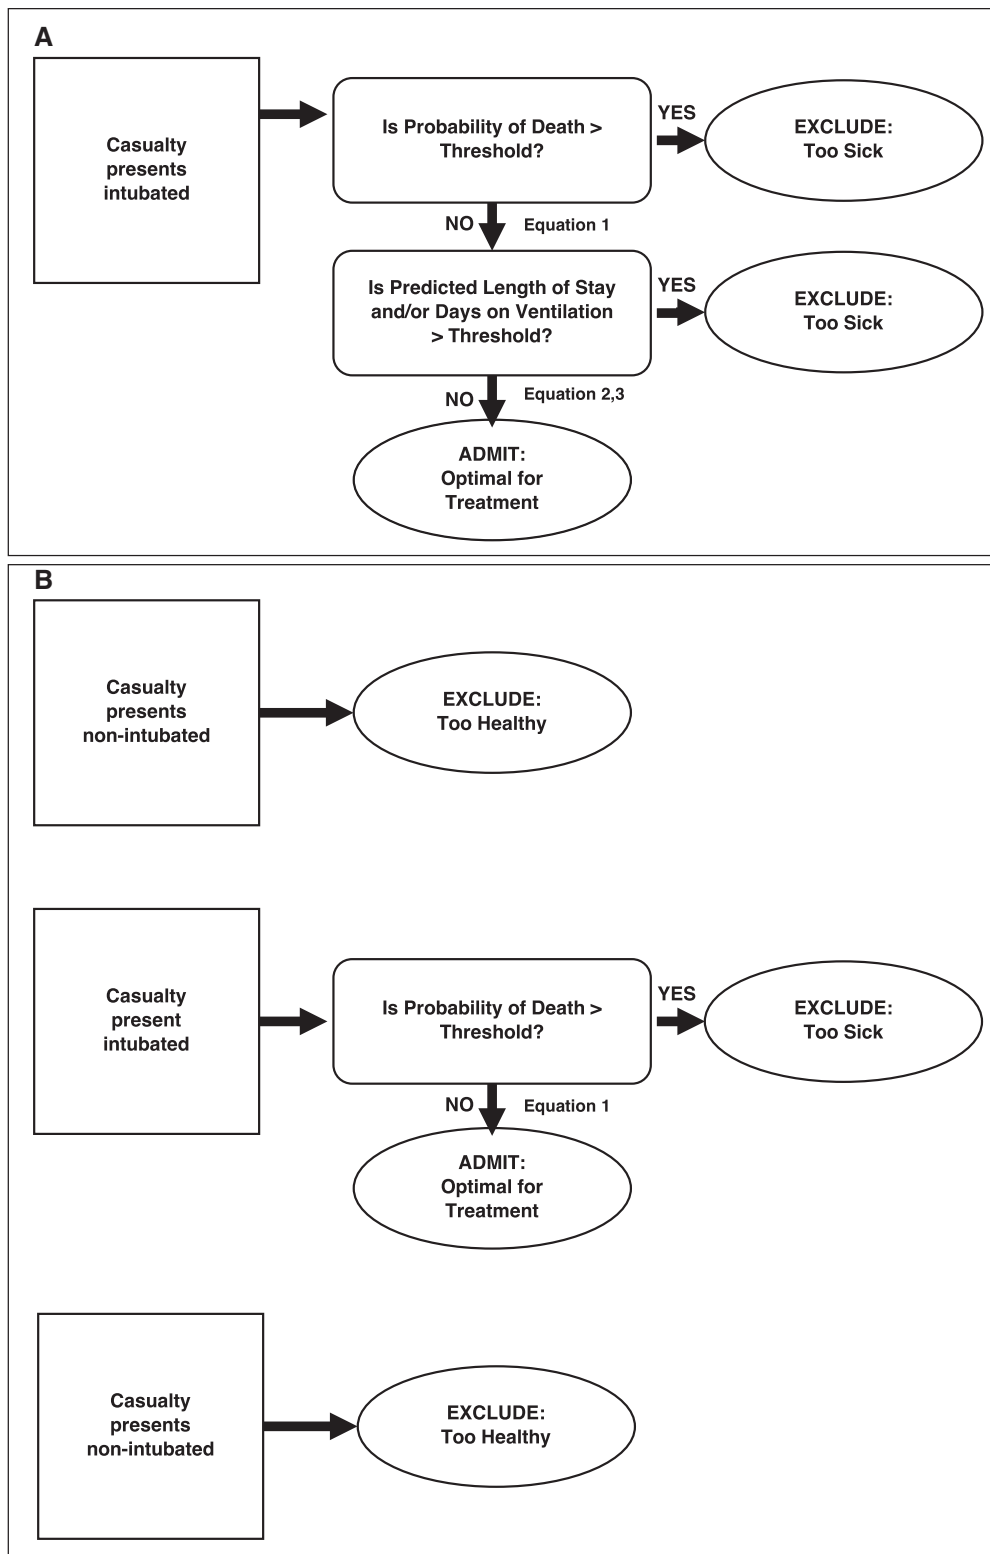 A
Casualty
presents
intubated
Is Probability of Death >
Threshold?
YES
EXCLUDE:
Too Sick
NO
Equation 1
Is Predicted Length of Stay
and/or Days on Ventilation
> Threshold?
YES
EXCLUDE:
Too Sick
NO
Equation 2,3
ADMIT:
Optimal for
Treatment
B
Casualty
presents
non-intubated
EXCLUDE:
Too Healthy
Casualty
present
intubated
Is Probability of Death >
Threshold?
YES
EXCLUDE:
Too Sick
NO
Equation 1
ADMIT:
Optimal for
Treatment
Casualty
presents
non-intubated
EXCLUDE:
Too Healthy